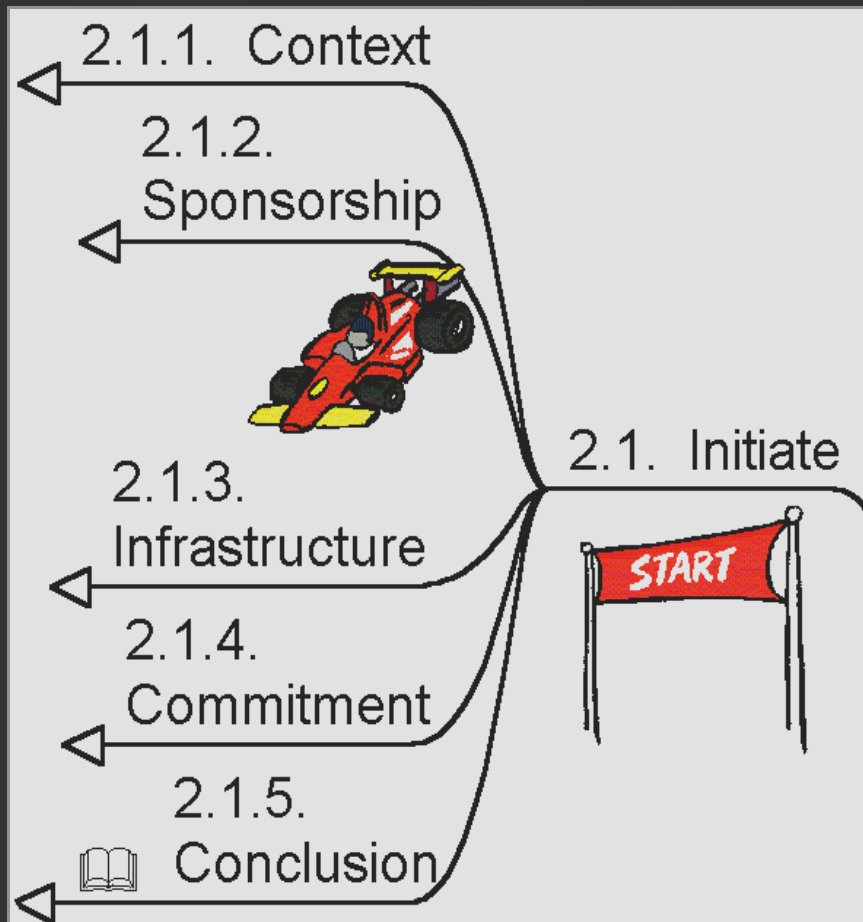 2.1.1. Context
2.1.2.
Sponsorship
2.1.3.
Infrastructure
2.1.4.
Commitment
2.1.5.
Conclusion
2.1. Initiate
START